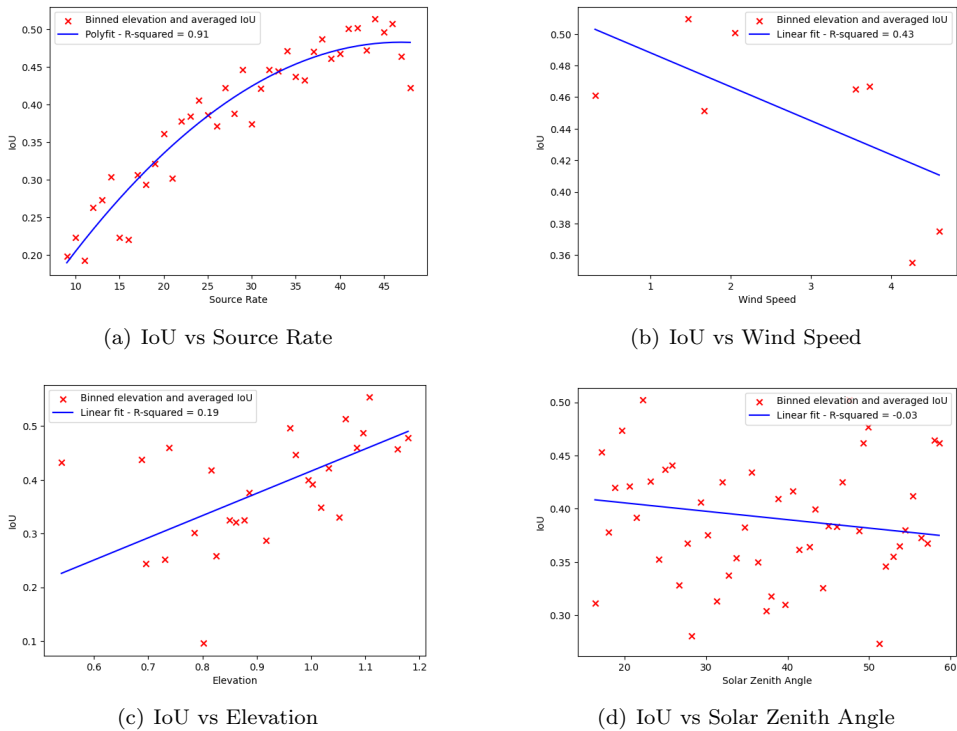 Binned elevation and averaged IoU
Polyfit - R-squared = 0.91
0.50
0.45
0.40
0.35
0.30
0.25
0.20
IoU
10 15 20 25 30 35 40 45
Source Rate
(a) IoU vs Source Rate
Binned elevation and averaged IoU
Linear fit - R-squared = 0.43
0.50
0.48
0.46
0.44
0.42
0.40
0.38
0.36
IoU
1 2 3 4
Wind Speed
(b) IoU vs Wind Speed
Binned elevation and averaged IoU
Linear fit - R-squared = 0.19
0.5
0.4
0.3
0.2
0.1
IoU
0.6 0.7 0.8 0.9 1.0 1.1 1.2
Elevation
(c) IoU vs Elevation
Binned elevation and averaged IoU
Linear fit - R-squared = -0.03
0.50
0.45
0.40
0.35
0.30
IoU
20 30 40 50 60
Solar Zenith Angle
(d) IoU vs Solar Zenith Angle